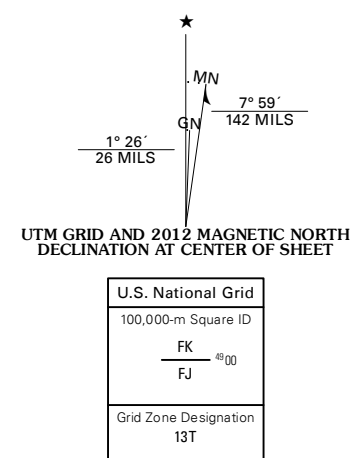 ★
MN
7° 59´
142 MILS
GN
1° 26´
26 MILS
UTM GRID AND 2012 MAGNETIC NORTH
DECLINATION AT CENTER OF SHEET
U.S. National Grid
100,000-m Square ID
FK
4900
FJ
Grid Zone Designation
13T